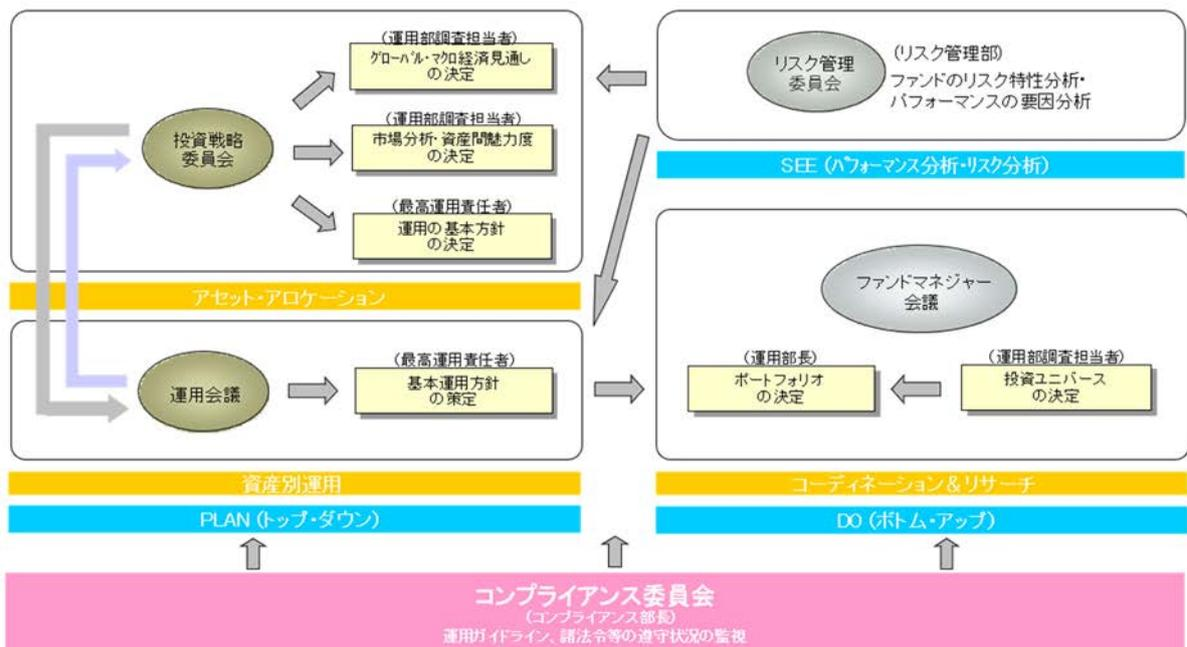 投資戦略
委員会
(運用部調査担当者)
グローバル・マクロ経済見通し
の決定
(運用部調査担当者)
市場分析・資産間魅力度
の決定
(最高運用責任者)
運用の基本方針
の決定
アセット・アロケーション
運用会議
(最高運用責任者)
基本運用方針
の策定
資産別運用
PLAN (トップ・ダウン)
リスク管理
委員会
(リスク管理部)
ファンドのリスク特性分析・
パフォーマンスの要因分析
SEE (パフォーマンス分析・リスク分析)
ファンドマネジャー
会議
(運用部長)
ポートフォリオ
の決定
(運用部調査担当者)
投資ユニバース
の決定
コーディネーション&リサーチ
DO (ボトム・アップ)
コンプライアンス委員会
(コンプライアンス部長)
運用ガイドライン、諸法令等の遵守状況の監視